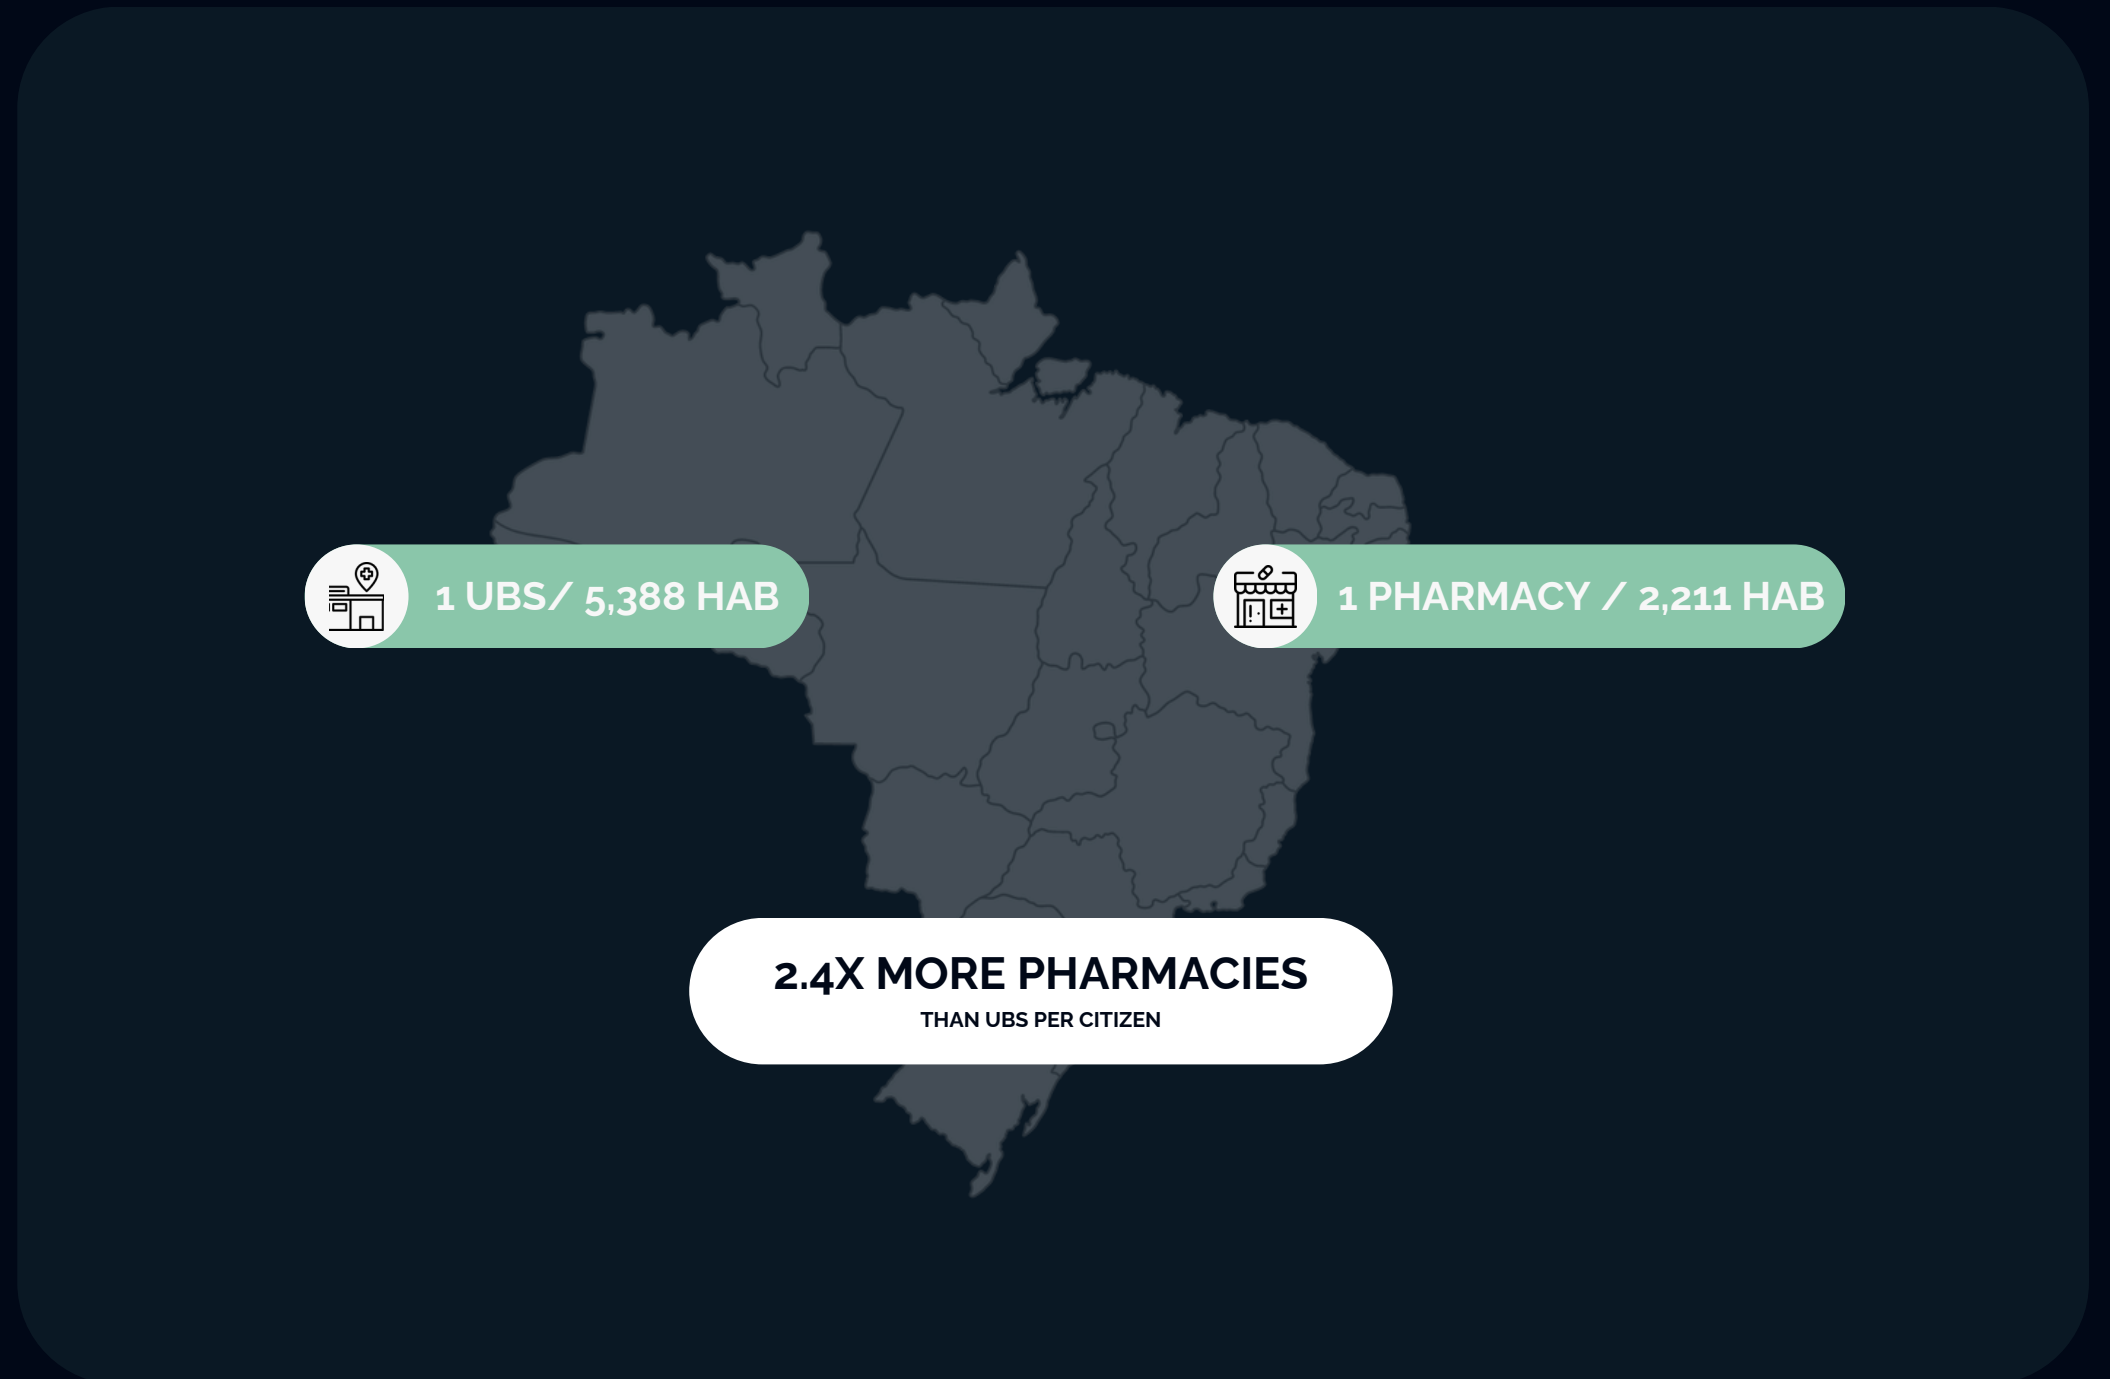 1 UBS/ 5,388 HAB
1 PHARMACY / 2,211 HAB
2.4X MORE PHARMACIES
THAN UBS PER CITIZEN